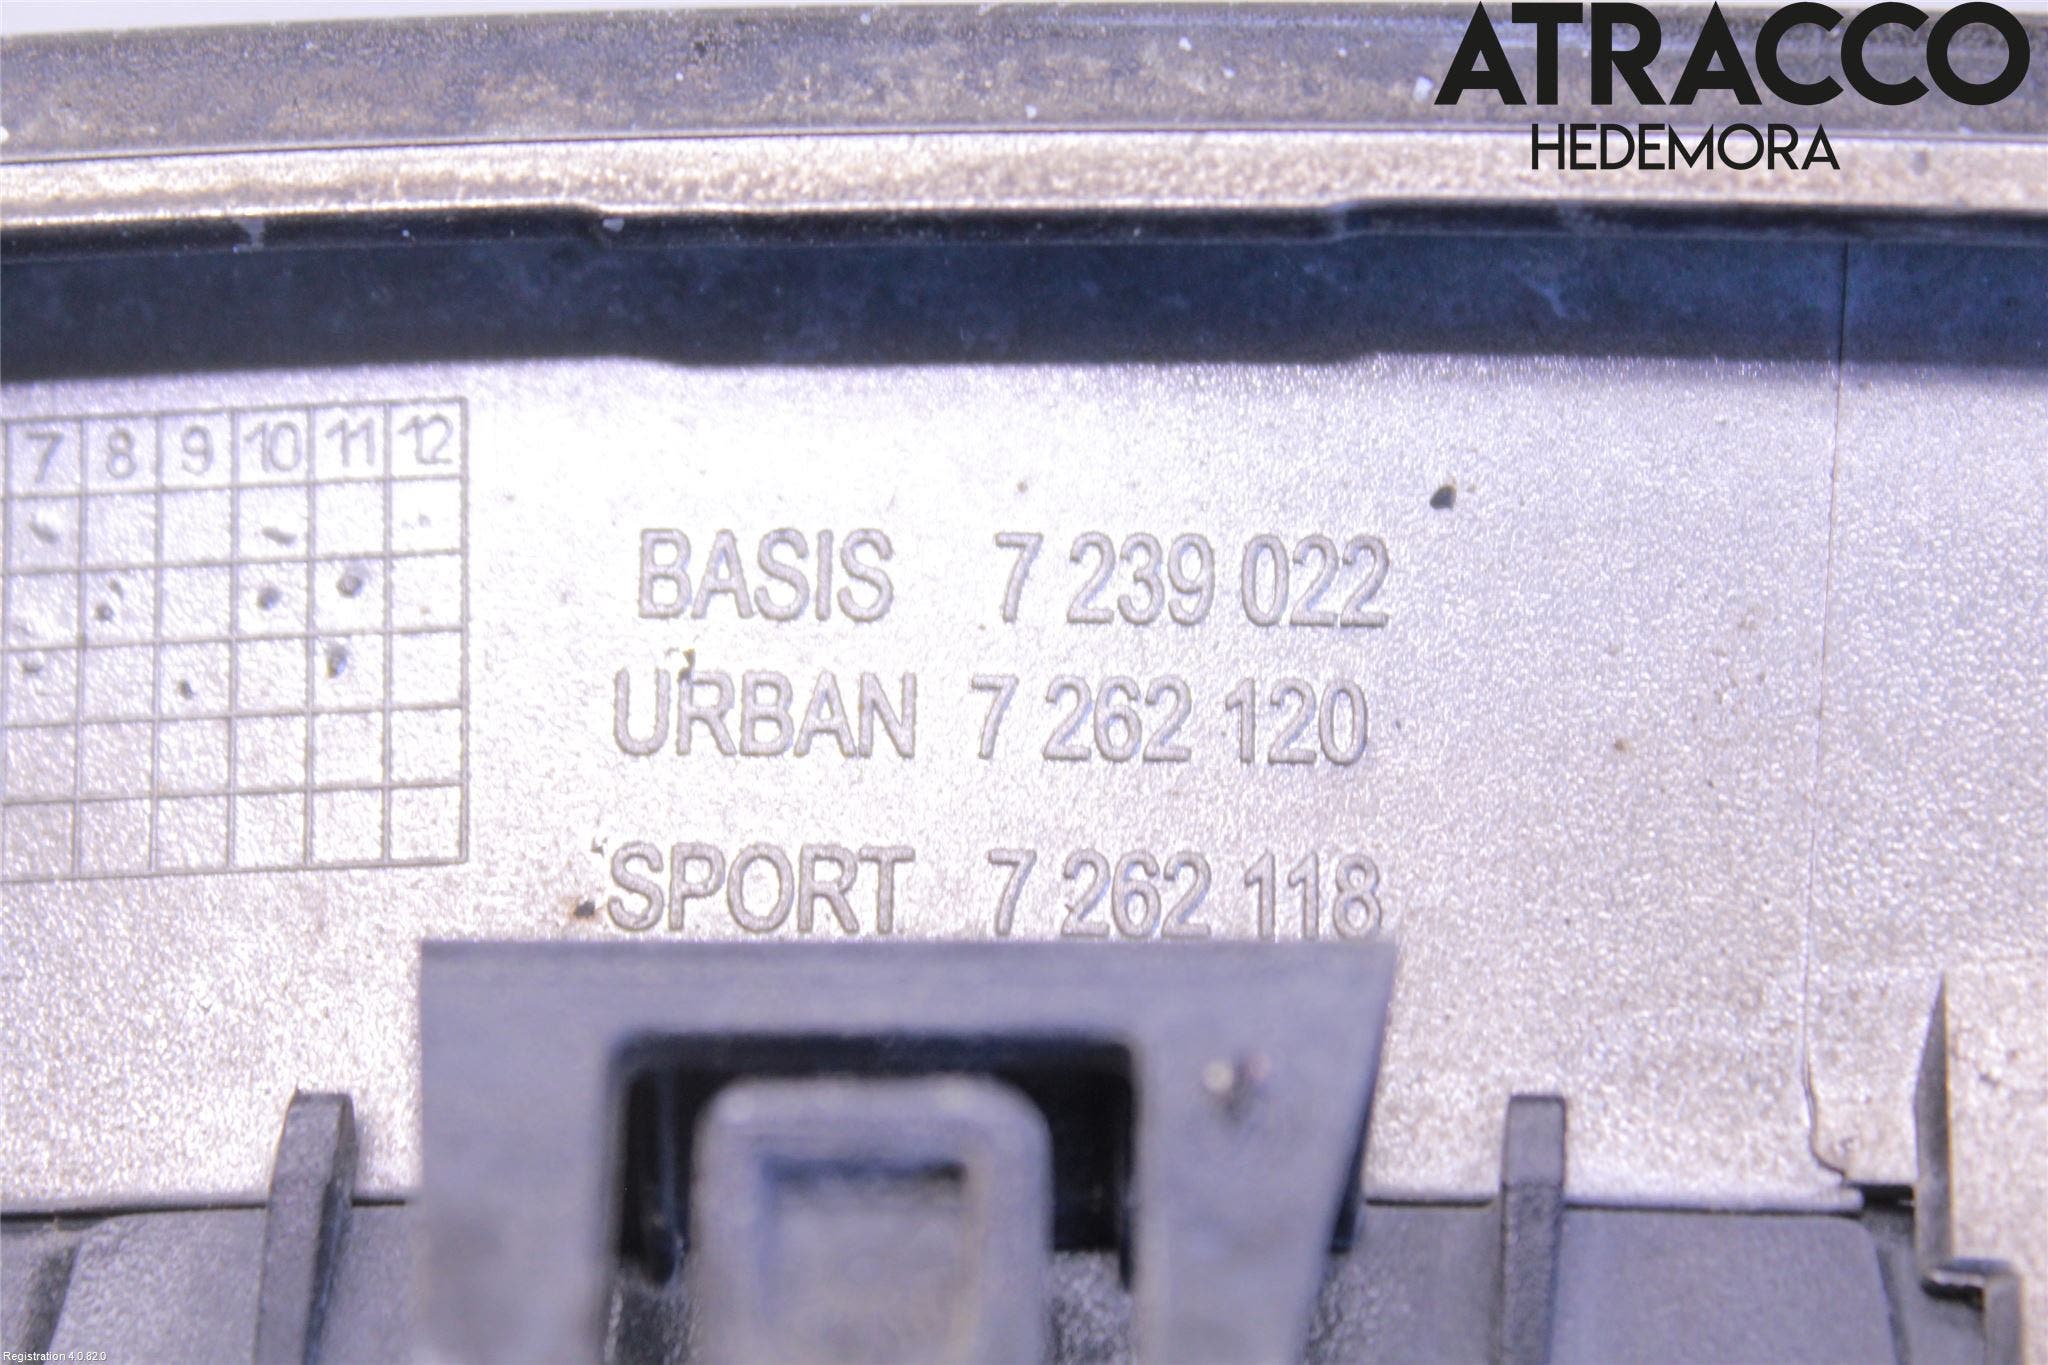 ATRACCO
HEDEMORA
7 8 9 10 11 12
BASIS 7 239 022
URBAN 7 262 120
SPORT 7 262 118
Registration 4.0.82.0